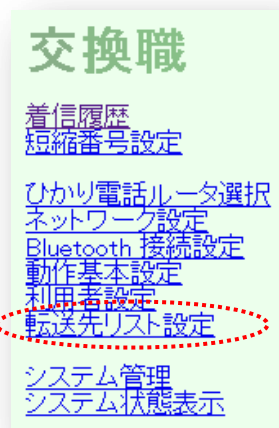 交換職
着信履歴
短縮番号設定
ひかり電話ルータ選択
ネットワーク設定
Bluetooth 接続設定
動作基本設定
利用者設定
転送先リスト設定
システム管理
システム状態表示